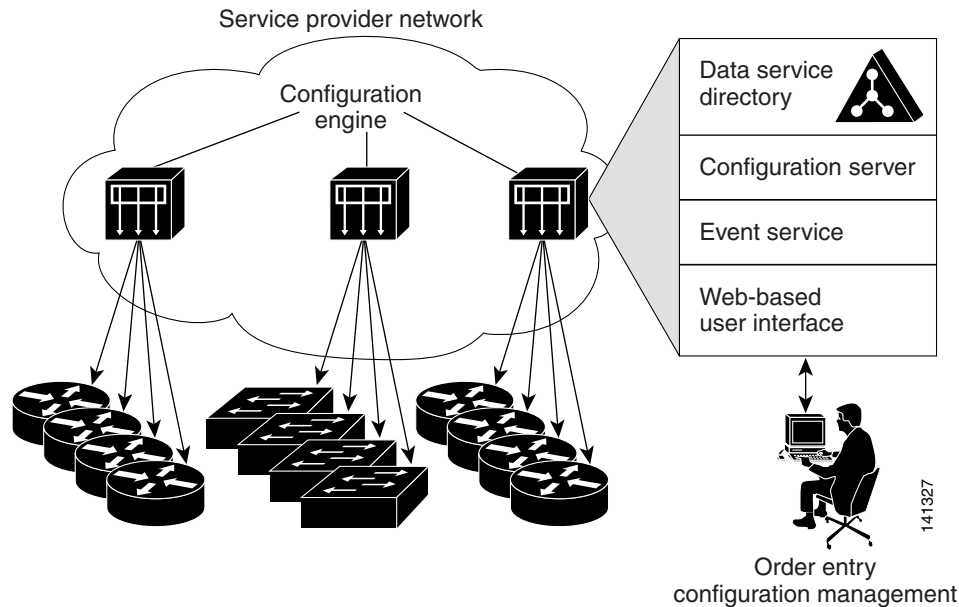 Service provider network
Configuration
engine
Data service
directory
Configuration server
Event service
Web-based
user interface
141327
Order entry
configuration management